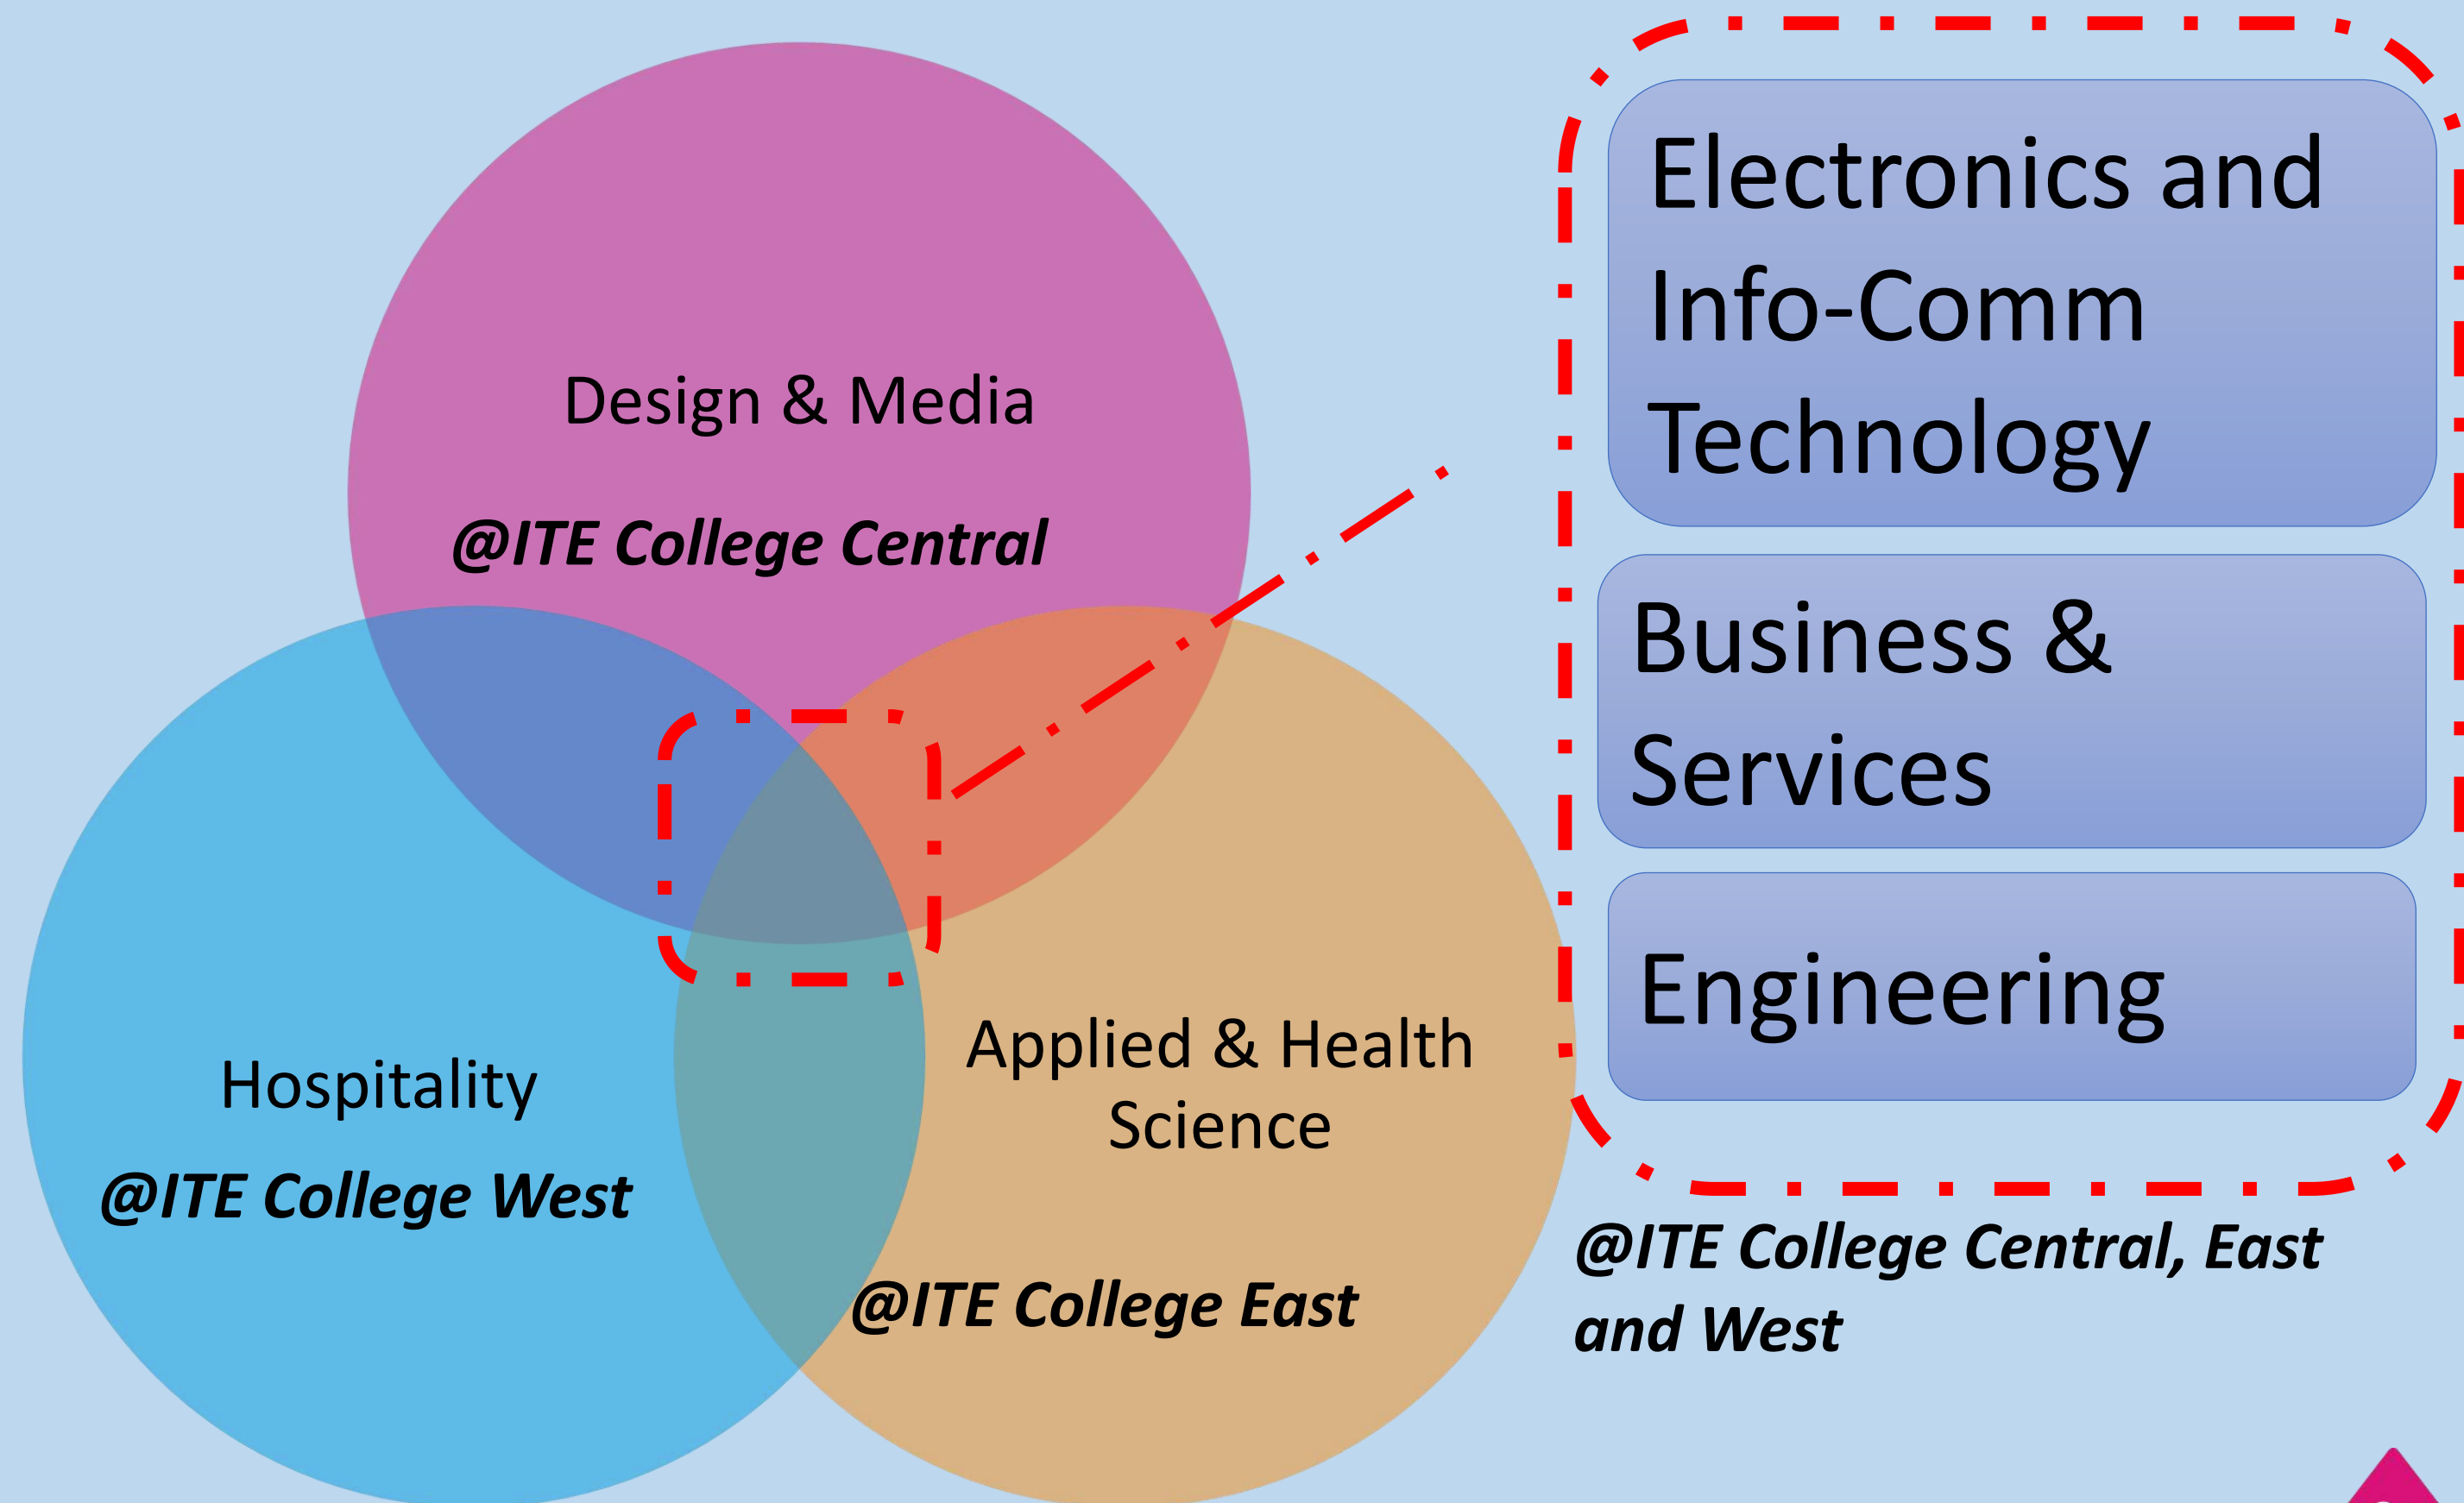 Design & Media
@ITE College Central
Hospitality
@ITE College West
Applied & Health
Science
@ITE College East
Electronics and
Info-Comm
Technology
Business &
Services
Engineering
@ITE College Central, East
and West